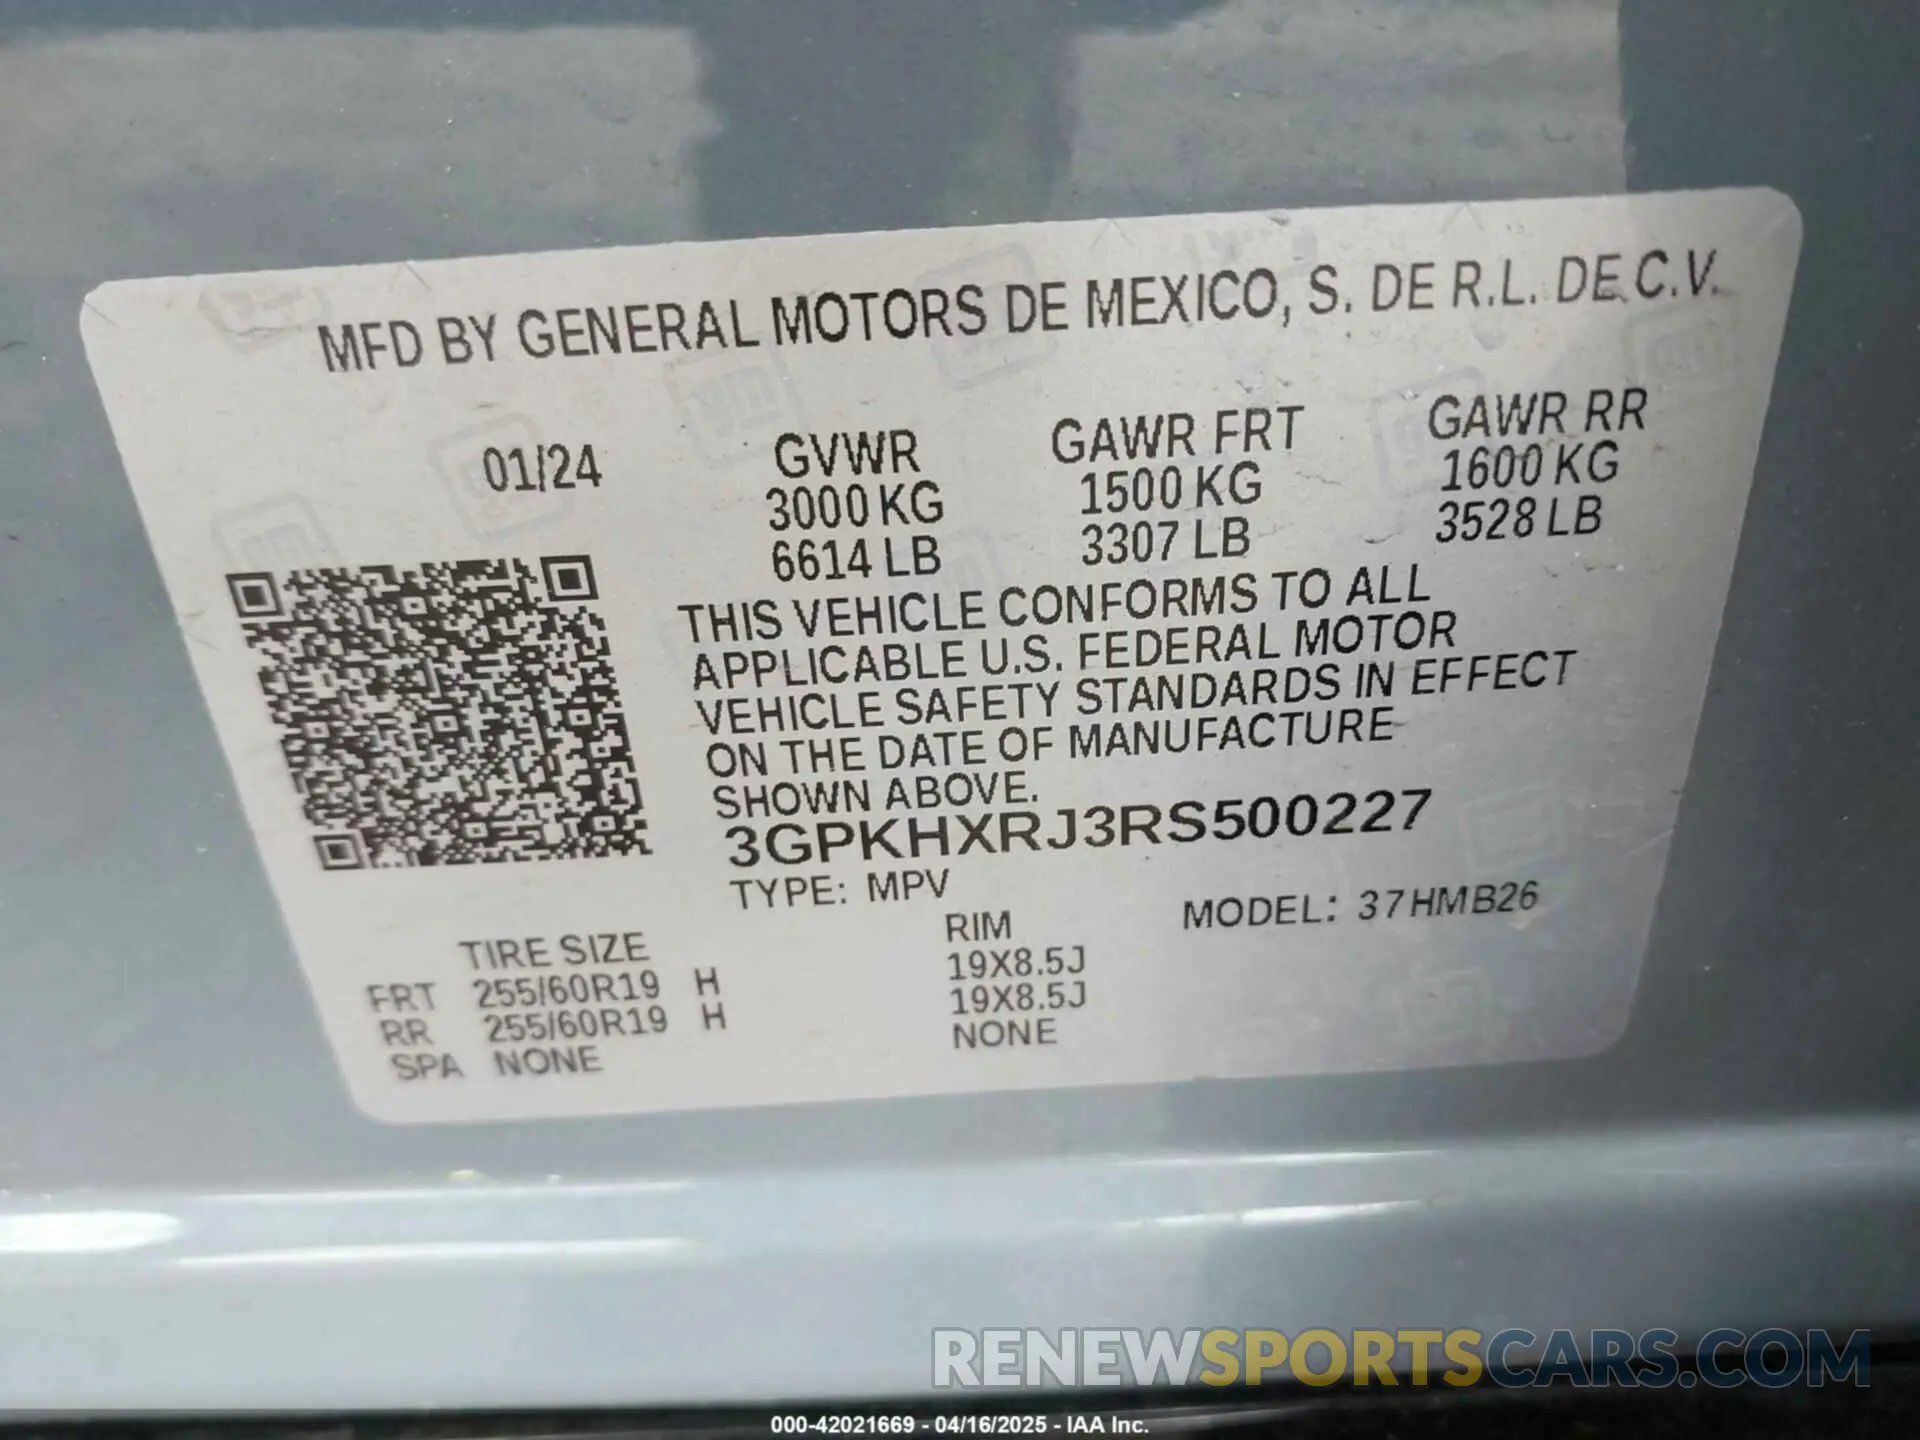 MFD BY GENERAL MOTORS DE MEXICO, S. DE R.L. DE C.V.
01/24 GVWR GAWR FRT GAWR RR
3000 KG 1500 KG 1600 KG
6614 LB 3307 LB 3528 LB
THIS VEHICLE CONFORMS TO ALL
APPLICABLE U.S. FEDERAL MOTOR
VEHICLE SAFETY STANDARDS IN EFFECT
ON THE DATE OF MANUFACTURE
SHOWN ABOVE.
3GPKHXRJ3RS500227
TYPE: MPV MODEL: 37HMB26
TIRE SIZE RIM
FRT 255/60R19 H 19X8.5J
RR 255/60R19 H 19X8.5J
SPA NONE NONE
RENEWSPORTSCARS.COM
000-42021669 - 04/16/2025 - IAA Inc.